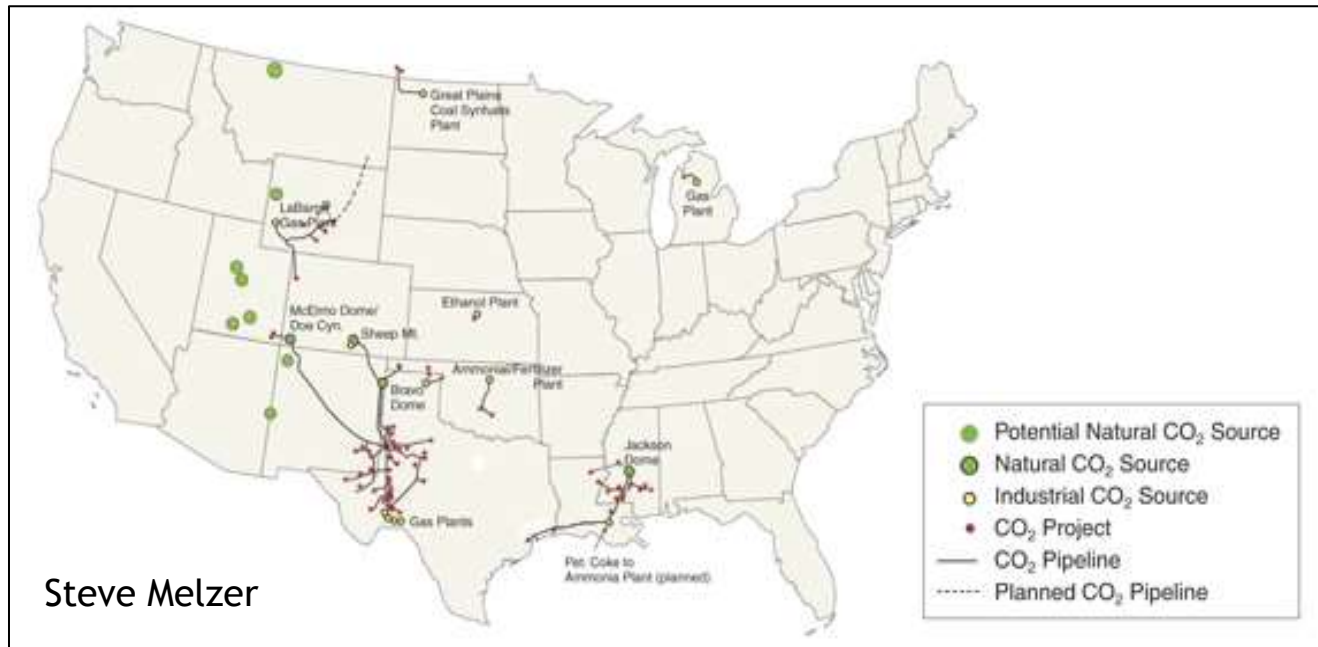 Great Plains
Coal Synfuels
Plant
Gas
Plant
LaBarge
Gas Plant
McElmo Dome/
Doe Cyn.
Sheep Mt.
Ethanol Plant
Bravo
Dome
Ammonia/Fertilizer
Plant
Jackson
Dome
Gas Plants
Pet. Coke to
Ammonia Plant (planned)
Potential Natural CO₂ Source
Natural CO₂ Source
Industrial CO₂ Source
CO₂ Project
CO₂ Pipeline
Planned CO₂ Pipeline
Steve Melzer